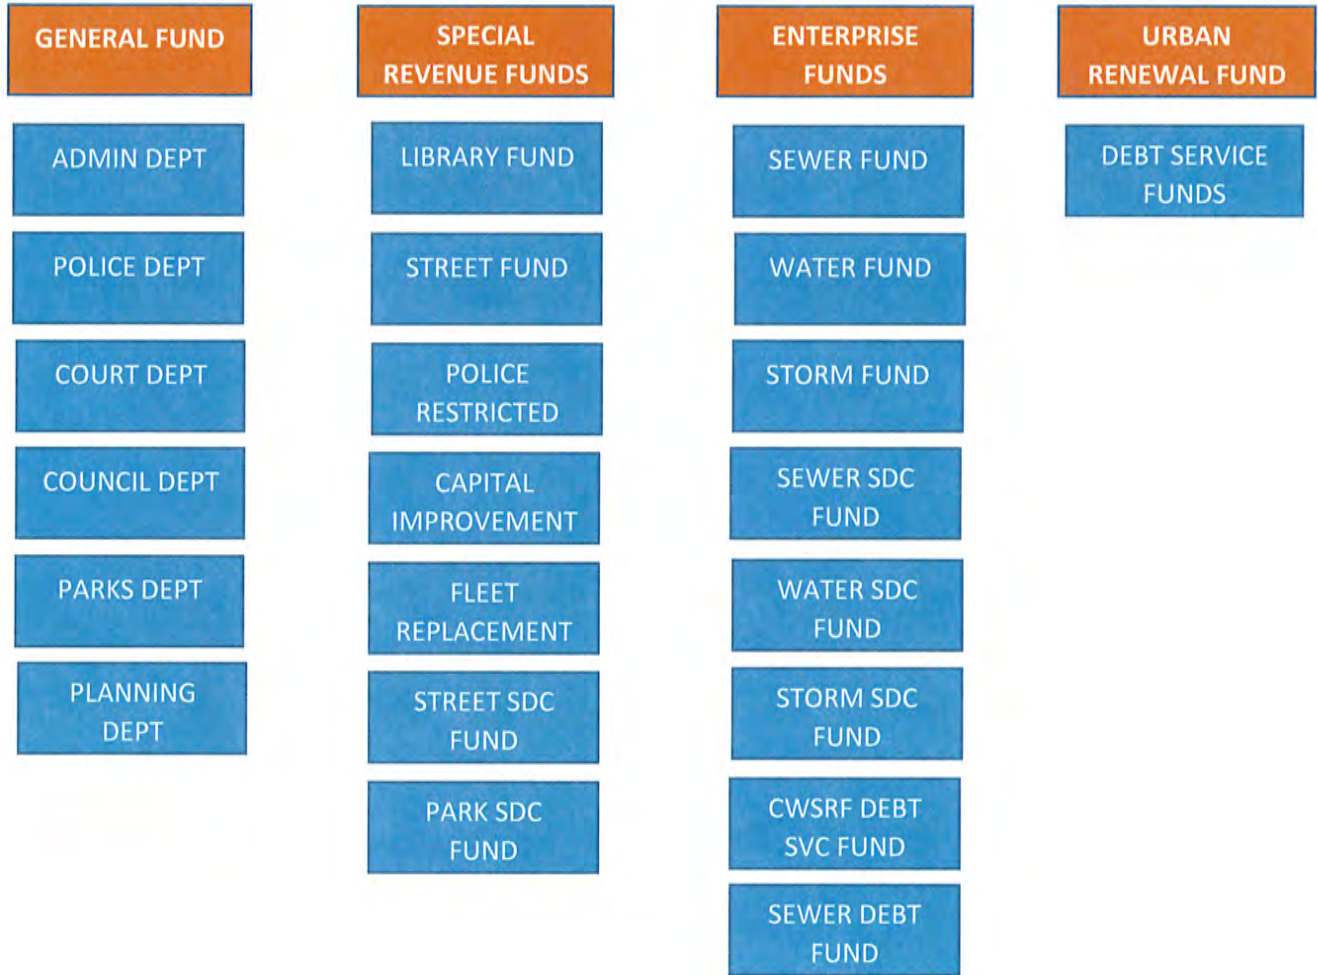 GENERAL FUND
ADMIN DEPT
POLICE DEPT
COURT DEPT
COUNCIL DEPT
PARKS DEPT
PLANNING
DEPT
SPECIAL
REVENUE FUNDS
LIBRARY FUND
STREET FUND
POLICE
RESTRICTED
CAPITAL
IMPROVEMENT
FLEET
REPLACEMENT
STREET SDC
FUND
PARK SDC
FUND
ENTERPRISE
FUNDS
SEWER FUND
WATER FUND
STORM FUND
SEWER SDC
FUND
WATER SDC
FUND
STORM SDC
FUND
CWSRF DEBT
SVC FUND
SEWER DEBT
FUND
URBAN
RENEWAL FUND
DEBT SERVICE
FUNDS